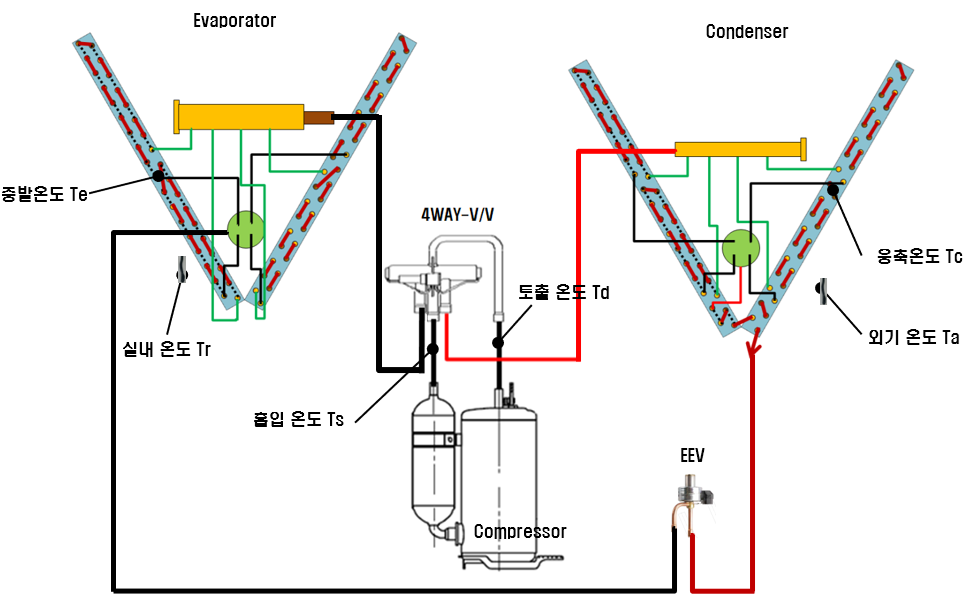 Evaporator
Condenser
증발온도 Te
4WAY-V/V
응축온도 Tc
토출 온도 Td
실내 온도 Tr
외기 온도 Ta
흡입 온도 Ts
EEV
Compressor